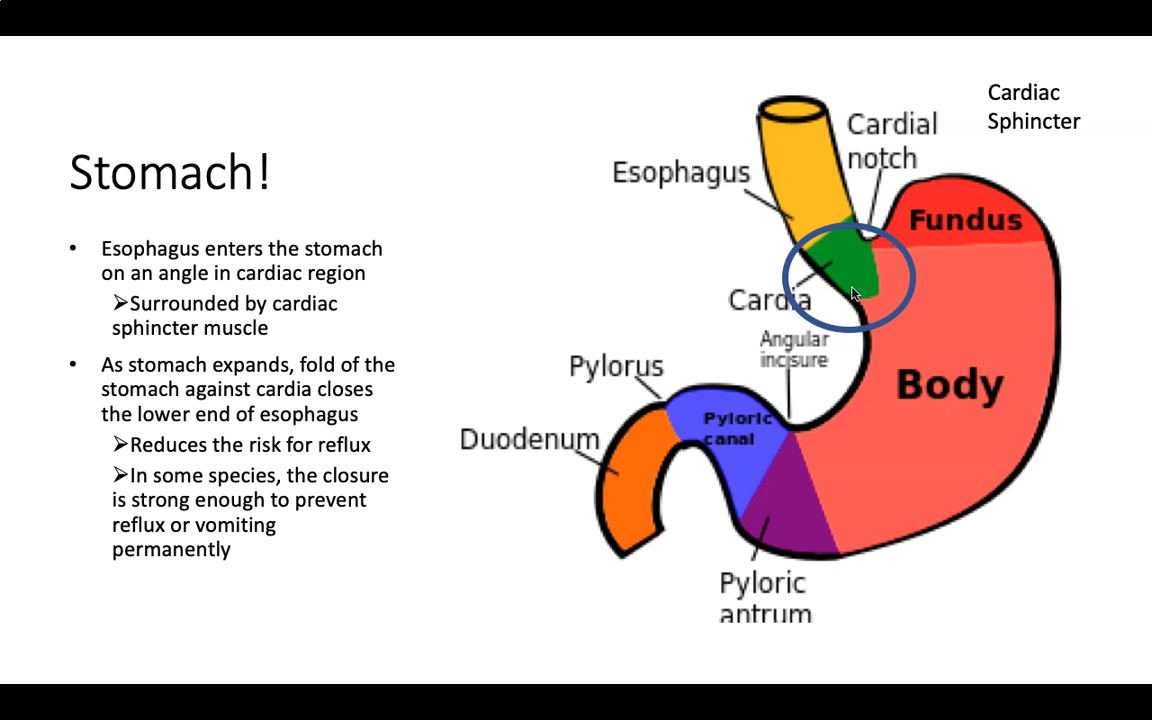 Stomach!
• Esophagus enters the stomach
on an angle in cardiac region
➢Surrounded by cardiac
sphincter muscle
• As stomach expands, fold of the
stomach against cardia closes
the lower end of esophagus
➢Reduces the risk for reflux
➢In some species, the closure
is strong enough to prevent
reflux or vomiting
permanently
Cardiac
Sphincter
Cardial
notch
Esophagus
Fundus
Cardia
Angular
incisure
Pylorus
Body
Pyloric
canal
Duodenum
Pyloric
antrum